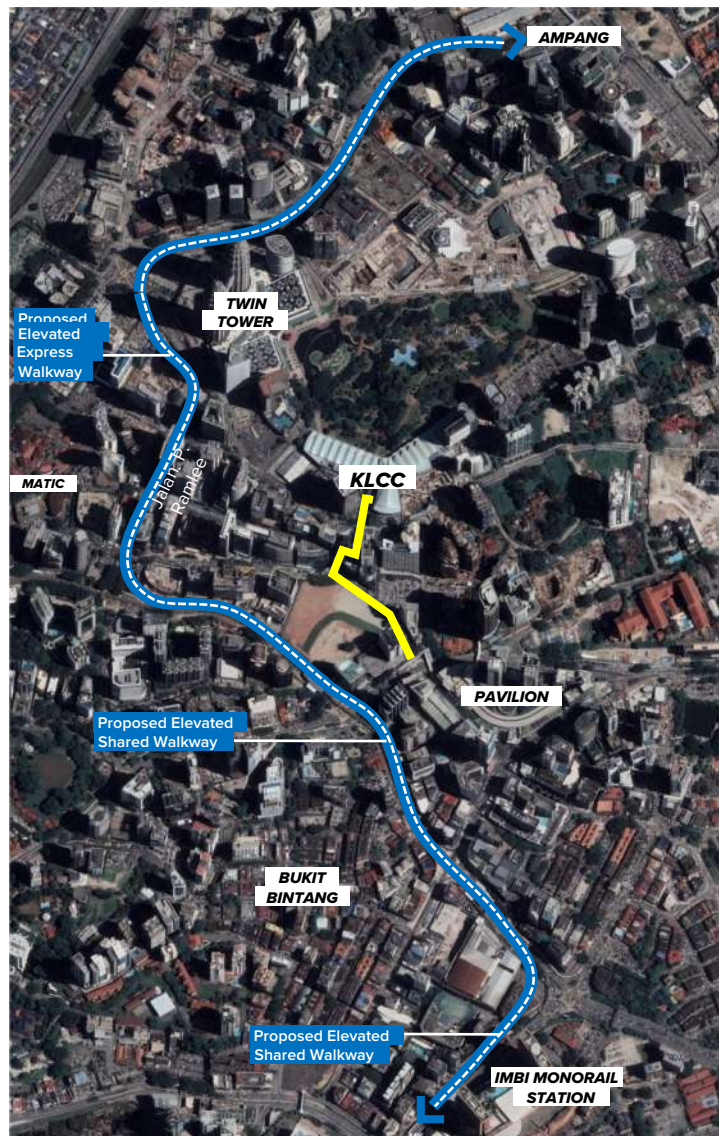 AMPANG
TWIN
TOWER
Proposed
Elevated
Express
Walkway
Jalan. P.
Ramlee
MATIC
KLCC
PAVILION
Proposed Elevated
Shared Walkway
BUKIT
BINTANG
Proposed Elevated
Shared Walkway
IMBI MONORAIL
STATION